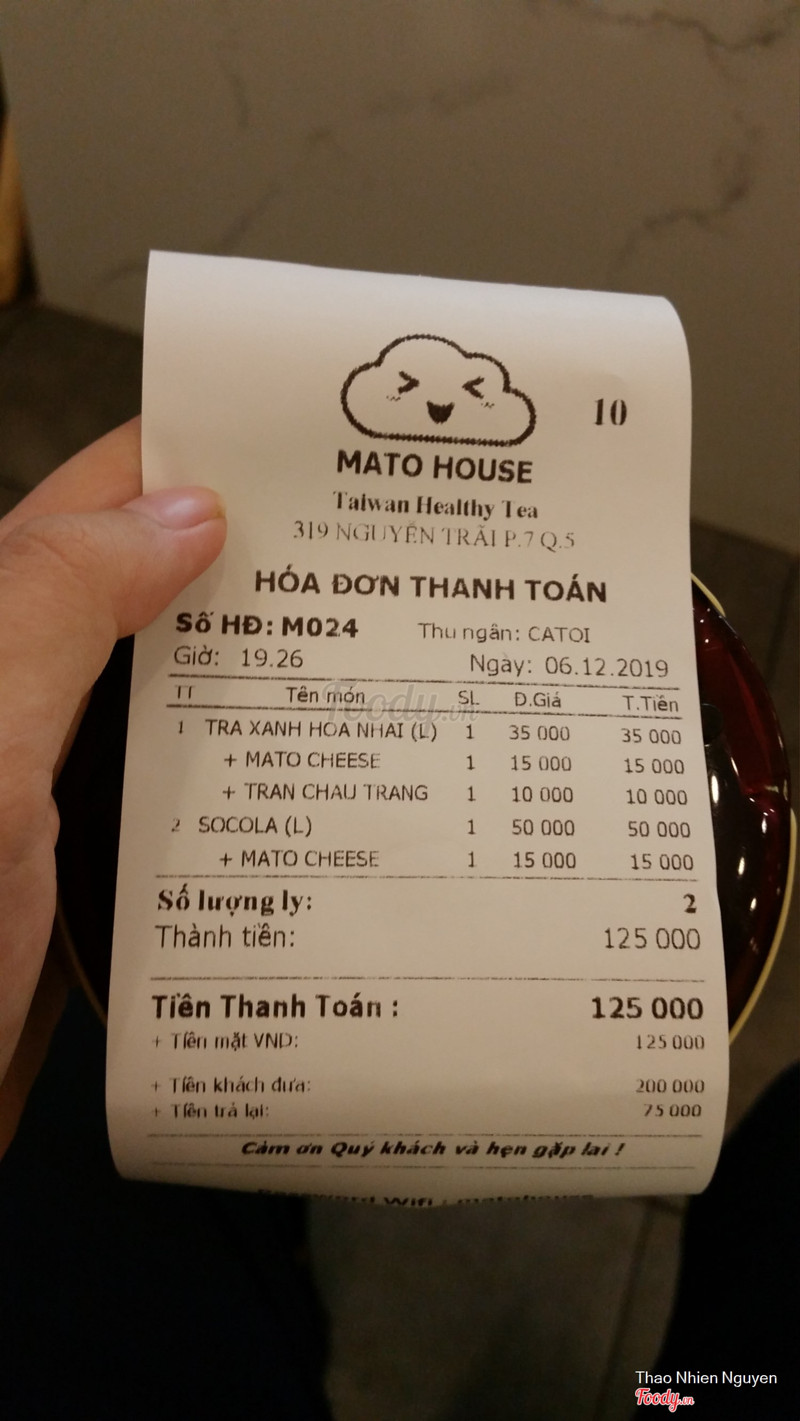 10
MATO HOUSE
Taiwan Healthy Tea
319 NGUYỄN TRÃI P.7 Q.5
HÓA ĐƠN THANH TOÁN
Số HĐ: M024 Thu ngân: CATOI
Giờ: 19.26 Ngày: 06.12.2019
TT Tên món SL Đ.Giá T.Tiền
Foody.vn
1 TRA XANH HOA NHAI (L) 1 35 000 35 000
+ MATO CHEESE 1 15 000 15 000
+ TRAN CHAU TRANG 1 10 000 10 000
2 SOCOLA (L) 1 50 000 50 000
+ MATO CHEESE 1 15 000 15 000
Số lượng ly: 2
Thành tiền: 125 000
Tiền Thanh Toán : 125 000
+ Tiền mặt VND: 125 000
+ Tiền khách đưa: 200 000
+ Tiền trả lại: 75 000
Cảm ơn Quý khách và hẹn gặp lại !
Password Wifi : matohouse
Thao Nhien Nguyen
Foody.vn